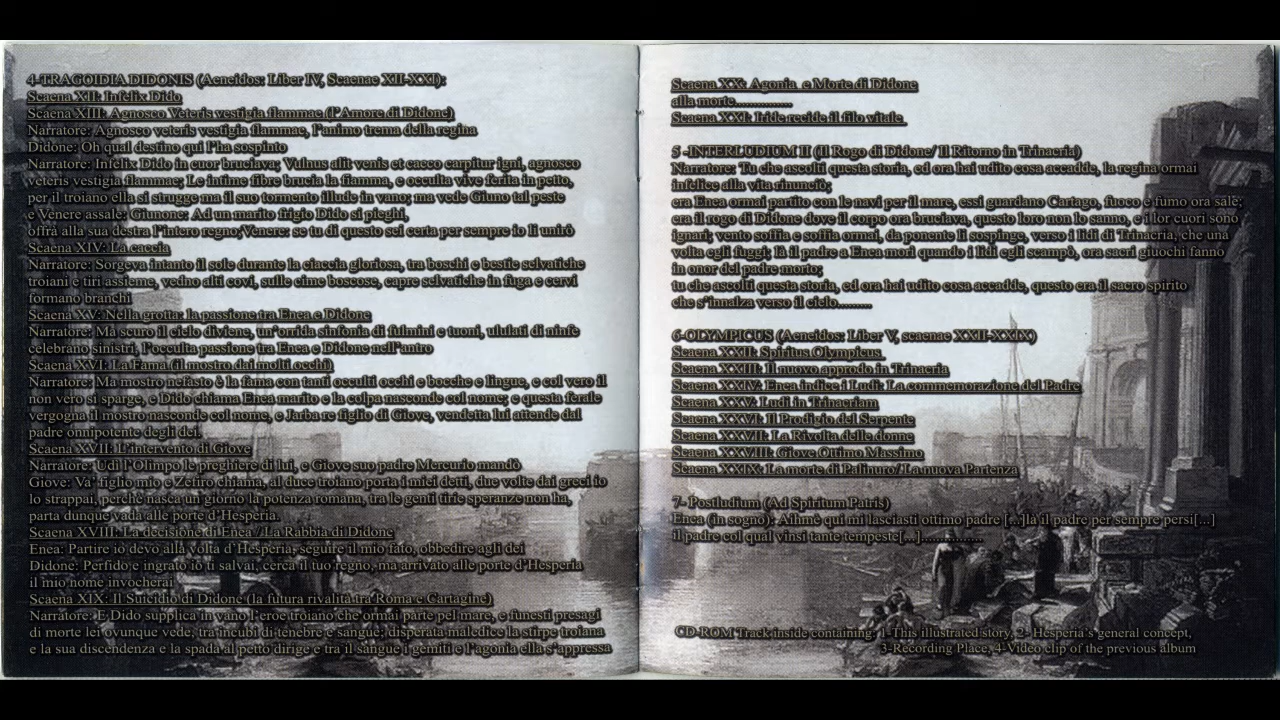 4-TRAGOIDIA DIDONIS (Aeneidos: Liber IV, Scaenae XII-XXI):
Scaena XII: Infelix Dido
Scaena XIII: Agnosco Veteris vestigia flammae (l'Amore di Didone)
Narratore: Agnosco veteris vestigia flammae, l'animo trema della regina
Didone: Oh qual destino qui l'ha sospinto
Narratore: Infelix Dido in cuor bruciava; Vulnus alit venis et caeco carpitur igni, agnosco
veteris vestigia flammae; Le intime fibre brucia la fiamma, e occulta vive ferita in petto,
per il troiano ella si strugge ma il suo tormento illude in vano; ma vede Giuno tal peste
e Venere assale: Giunone: Ad un marito frigio Dido si pieghi,
offra alla sua destra l'intero regno;Venere: se tu di questo sei certa per sempre io li unirò
Scaena XIV: La caccia
Narratore: Sorgeva intanto il sole durante la ciaccia gloriosa, tra boschi e bestie selvatiche
troiani e tiri assieme, vedno alti covi, sulle cime boscose, capre selvatiche in fuga e cervi
formano branchi
Scaena XV: Nella grotta: la passione tra Enea e Didone
Narratore: Ma scuro il cielo diviene, un'orrida sinfonia di fulmini e tuoni, ululati di ninfe
celebrano sinistri, l'occulta passione tra Enea e Didone nell'antro
Scaena XVI: La Fama (il mostro dai molti occhi)
Narratore: Ma mostro nefasto è la fama con tanti occulti occhi e bocche e lingue, e col vero il
non vero si sparge, e Dido chiama Enea marito e la colpa nasconde col nome; e questa ferale
vergogna il mostro nasconde col nome, e Jarba re figlio di Giove, vendetta lui attende dal
padre onnipotente degli dei.
Scaena XVII: L'intervento di Giove
Narratore: Udì l'Olimpo le preghiere di lui, e Giove suo padre Mercurio mandò
Giove: Va' figlio mio e Zefiro chiama, al duce troiano porta i miei detti, due volte dai greci io
lo strappai, perchè nasca un giorno la potenza romana, tra le genti tirie speranze non ha,
parta dunque vada alle porte d'Hesperia.
Scaena XVIII: La decisione di Enea /La Rabbia di Didone
Enea: Partire io devo alla volta d'Hesperia, seguire il mio fato, obbedire agli dei
Didone: Perfido e ingrato io ti salvai, cerca il tuo regno, ma arrivato alle porte d'Hesperia
il mio nome invocherai
Scaena XIX: Il Suicidio di Didone (la futura rivalità tra Roma e Cartagine)
Narratore: E Dido supplica in vano l'eroe troiano che ormai parte pel mare, e funesti presagi
di morte lei ovunque vede, tra incubi di tenebre e sangue; disperata maledice la stirpe troiana
e la sua discendenza e la spada al petto dirige e tra il sangue i gemiti e l'agonia ella s'appressa
Scaena XX: Agonia e Morte di Didone
alla morte..............
Scaena XXI: Iride recide il filo vitale
5 -INTERLUDIUM II (Il Rogo di Didone/ Il Ritorno in Trinacria)
Narratore: Tu che ascolti questa storia, ed ora hai udito cosa accadde, la regina ormai
infelice alla vita rinunciò;
era Enea ormai partito con le navi per il mare, essi guardano Cartago, fuoco e fumo ora sale;
era il rogo di Didone dove il corpo ora bruciava, questo loro non lo sanno, e i lor cuori sono
ignari; vento soffia e soffia ormai, da ponente li sospinge, verso i lidi di Trinacria, che una
volta egli fuggì, là il padre a Enea morì quando i lidi egli scampò, ora sacri giuochi fanno
in onor del padre morto;
tu che ascolti questa storia, ed ora hai udito cosa accadde, questo era il sacro spirito
che s'innalza verso il cielo.........
6-OLYMPICUS (Aeneidos: Liber V, scaenae XXII-XXIX)
Scaena XXII: Spiritus Olympicus
Scaena XXIII: Il nuovo approdo in Trinacria
Scaena XXIV: Enea indice i Ludi: La commemorazione del Padre
Scaena XXV: Ludi in Trinacriam
Scaena XXVI: Il Prodigio del Serpente
Scaena XXVII: La Rivolta delle donne
Scaena XXVIII: Giove Ottimo Massimo
Scaena XXIX: La morte di Palinuro/ La nuova Partenza
7- Postludium (Ad Spiritum Patris)
Enea (in sogno): Aihmè qui mi lasciasti ottimo padre [...]là il padre per sempre persi[...]
il padre col qual vinsi tante tempeste[...]................
CD-ROM Track inside containing: 1-This illustrated story, 2- Hesperia's general concept,
3-Recording Place, 4-Video clip of the previous album